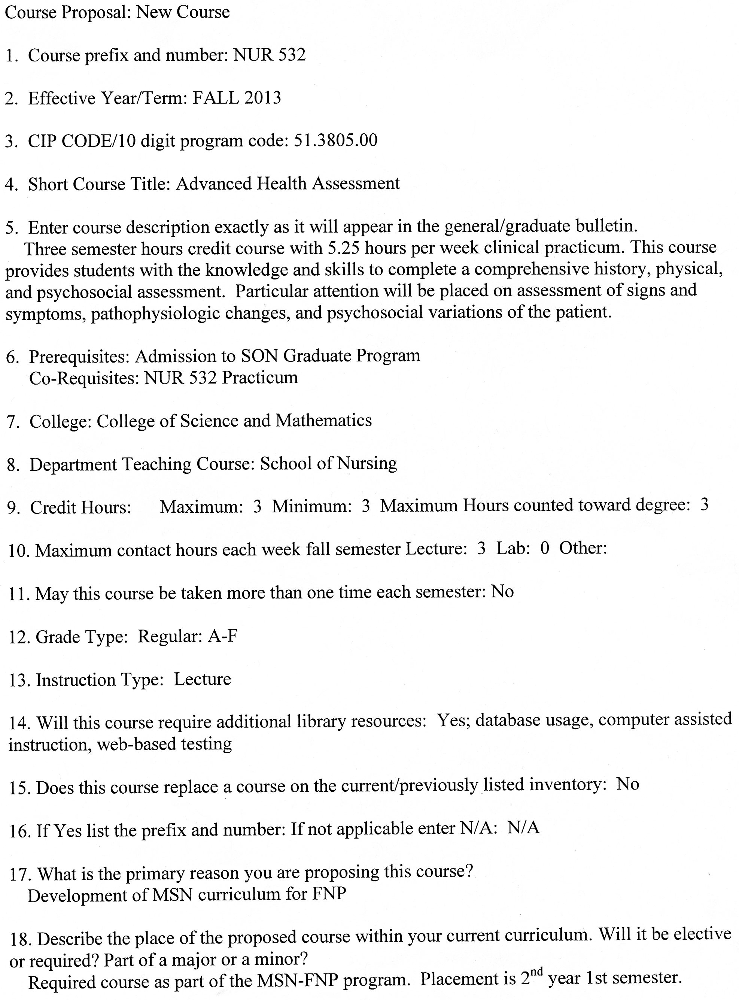 Course Proposal: New Course
1. Course prefix and number: NUR 532
2. Effective Year/Term: FALL 2013
3. CIP CODE/10 digit program code: 51.3805.00
4. Short Course Title: Advanced Health Assessment
5. Enter course description exactly as it will appear in the general/graduate bulletin.
Three semester hours credit course with 5.25 hours per week clinical practicum. This course
provides students with the knowledge and skills to complete a comprehensive history, physical,
and psychosocial assessment. Particular attention will be placed on assessment of signs and
symptoms, pathophysiologic changes, and psychosocial variations of the patient.
6. Prerequisites: Admission to SON Graduate Program
Co-Requisites: NUR 532 Practicum
7. College: College of Science and Mathematics
8. Department Teaching Course: School of Nursing
9. Credit Hours: Maximum: 3 Minimum: 3 Maximum Hours counted toward degree: 3
10. Maximum contact hours each week fall semester Lecture: 3 Lab: 0 Other:
11. May this course be taken more than one time each semester: No
12. Grade Type: Regular: A-F
13. Instruction Type: Lecture
14. Will this course require additional library resources: Yes; database usage, computer assisted
instruction, web-based testing
15. Does this course replace a course on the current/previously listed inventory: No
16. If Yes list the prefix and number: If not applicable enter N/A: N/A
17. What is the primary reason you are proposing this course?
Development of MSN curriculum for FNP
18. Describe the place of the proposed course within your current curriculum. Will it be elective
or required? Part of a major or a minor?
Required course as part of the MSN-FNP program. Placement is 2nd year 1st semester.